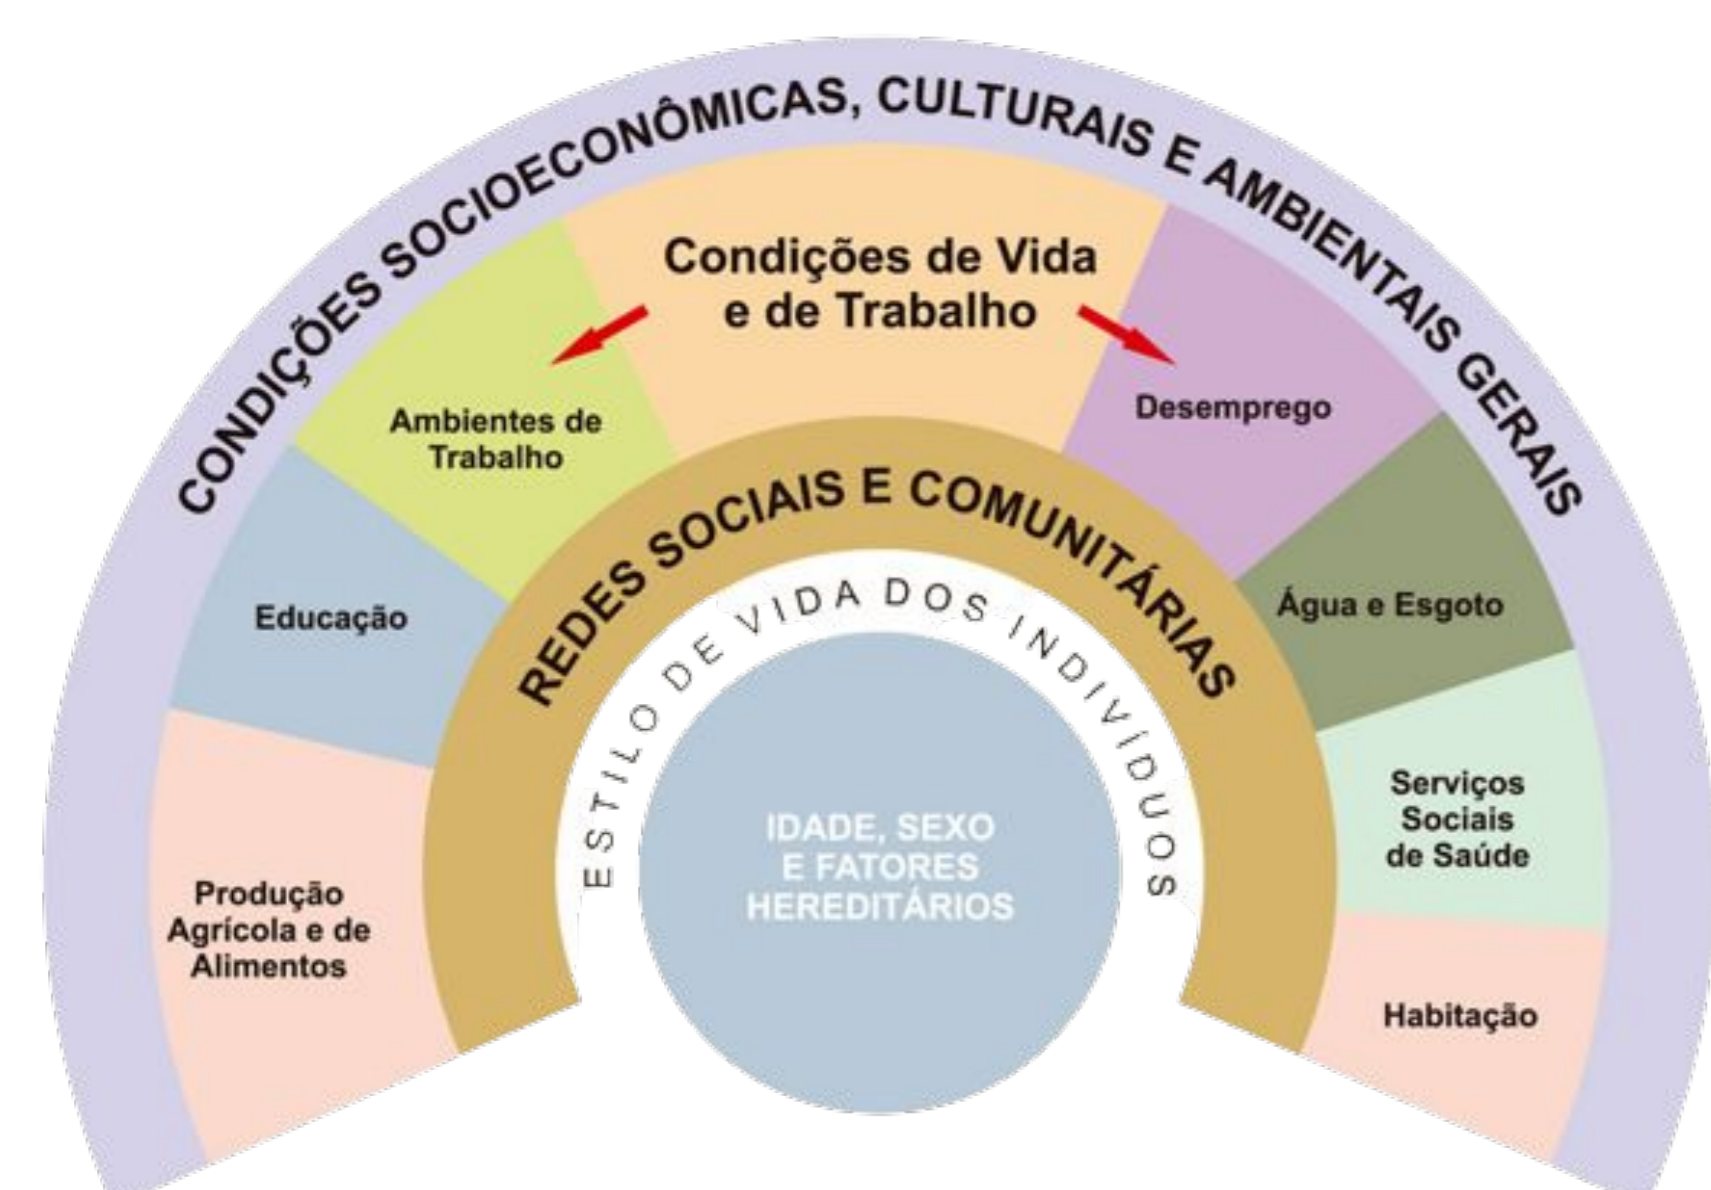 CONDIÇÕES SOCIOECONÔMICAS, CULTURAIS E AMBIENTAIS GERAIS
Condições de Vida
e de Trabalho
Ambientes de
Trabalho
Desemprego
Educação
Água e Esgoto
Produção
Agrícola e de
Alimentos
Serviços
Sociais
de Saúde
Habitação
REDES SOCIAIS E COMUNITÁRIAS
ESTILO DE VIDA DOS INDIVÍDUOS
IDADE, SEXO
E FATORES
HEREDITÁRIOS